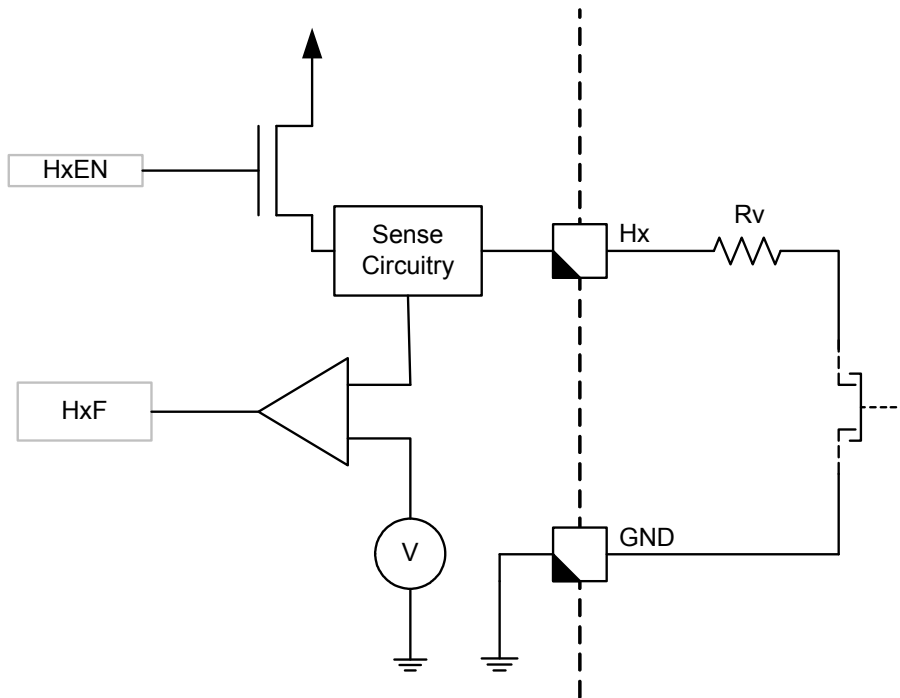 HxEN
Sense
Circuitry
Hx
Rv
HxF
GND
V